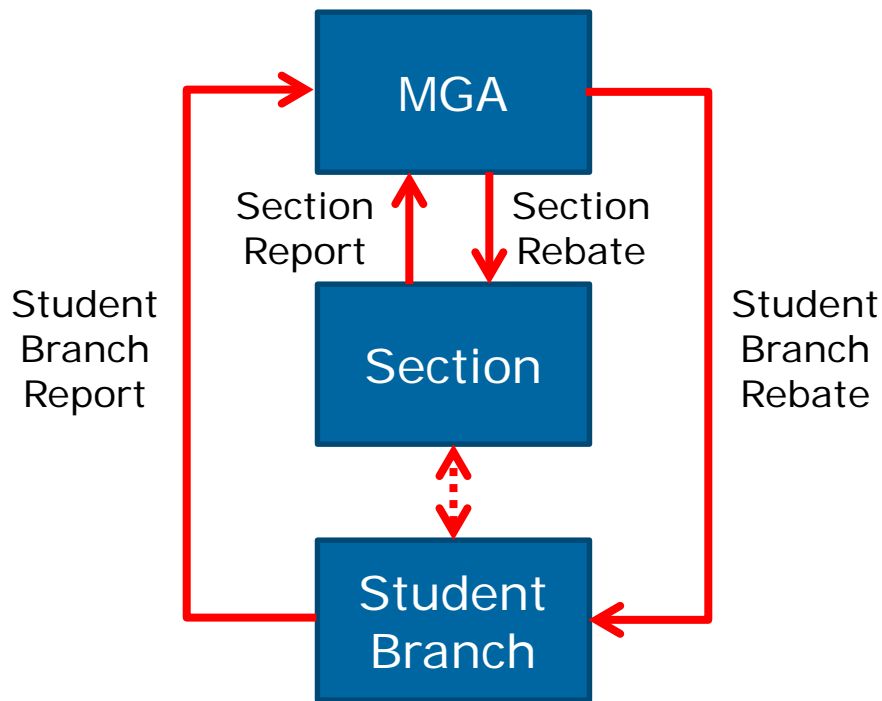 MGA
Section
Report
Section
Rebate
Student
Branch
Report
Section
Student
Branch
Rebate
Student
Branch